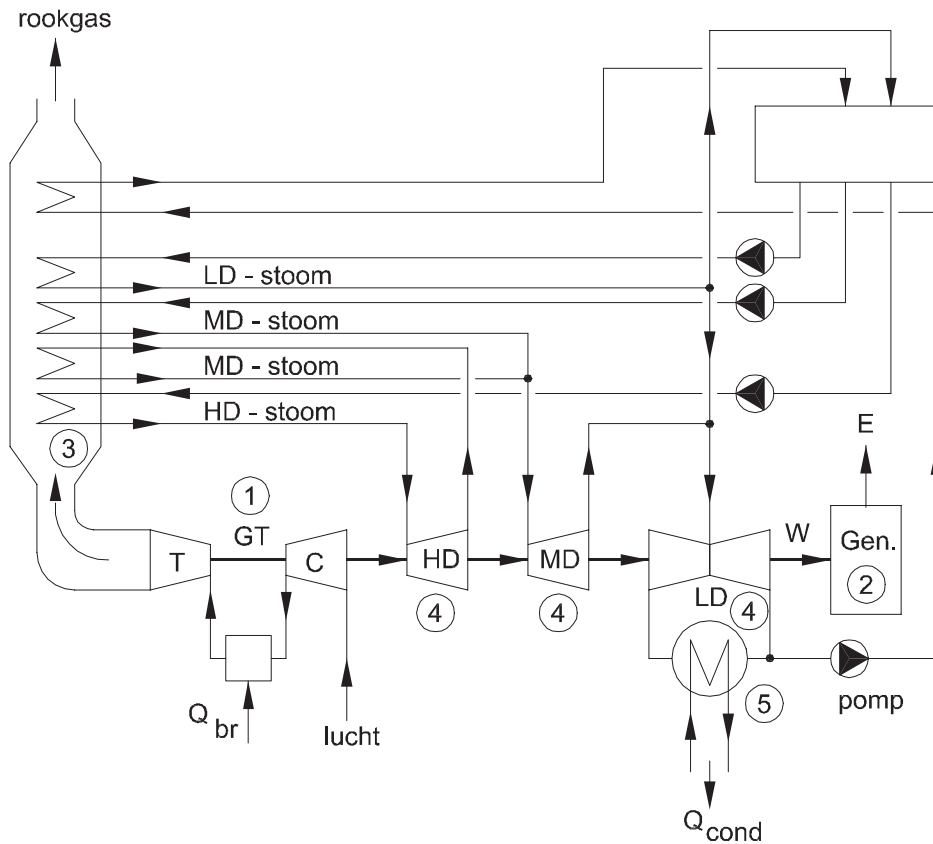 rookgas
LD - stoom
MD - stoom
MD - stoom
HD - stoom
3
1
GT
T
C
HD
MD
LD
4
4
4
W
E
Gen.
2
5
pomp
Q br
lucht
Q cond